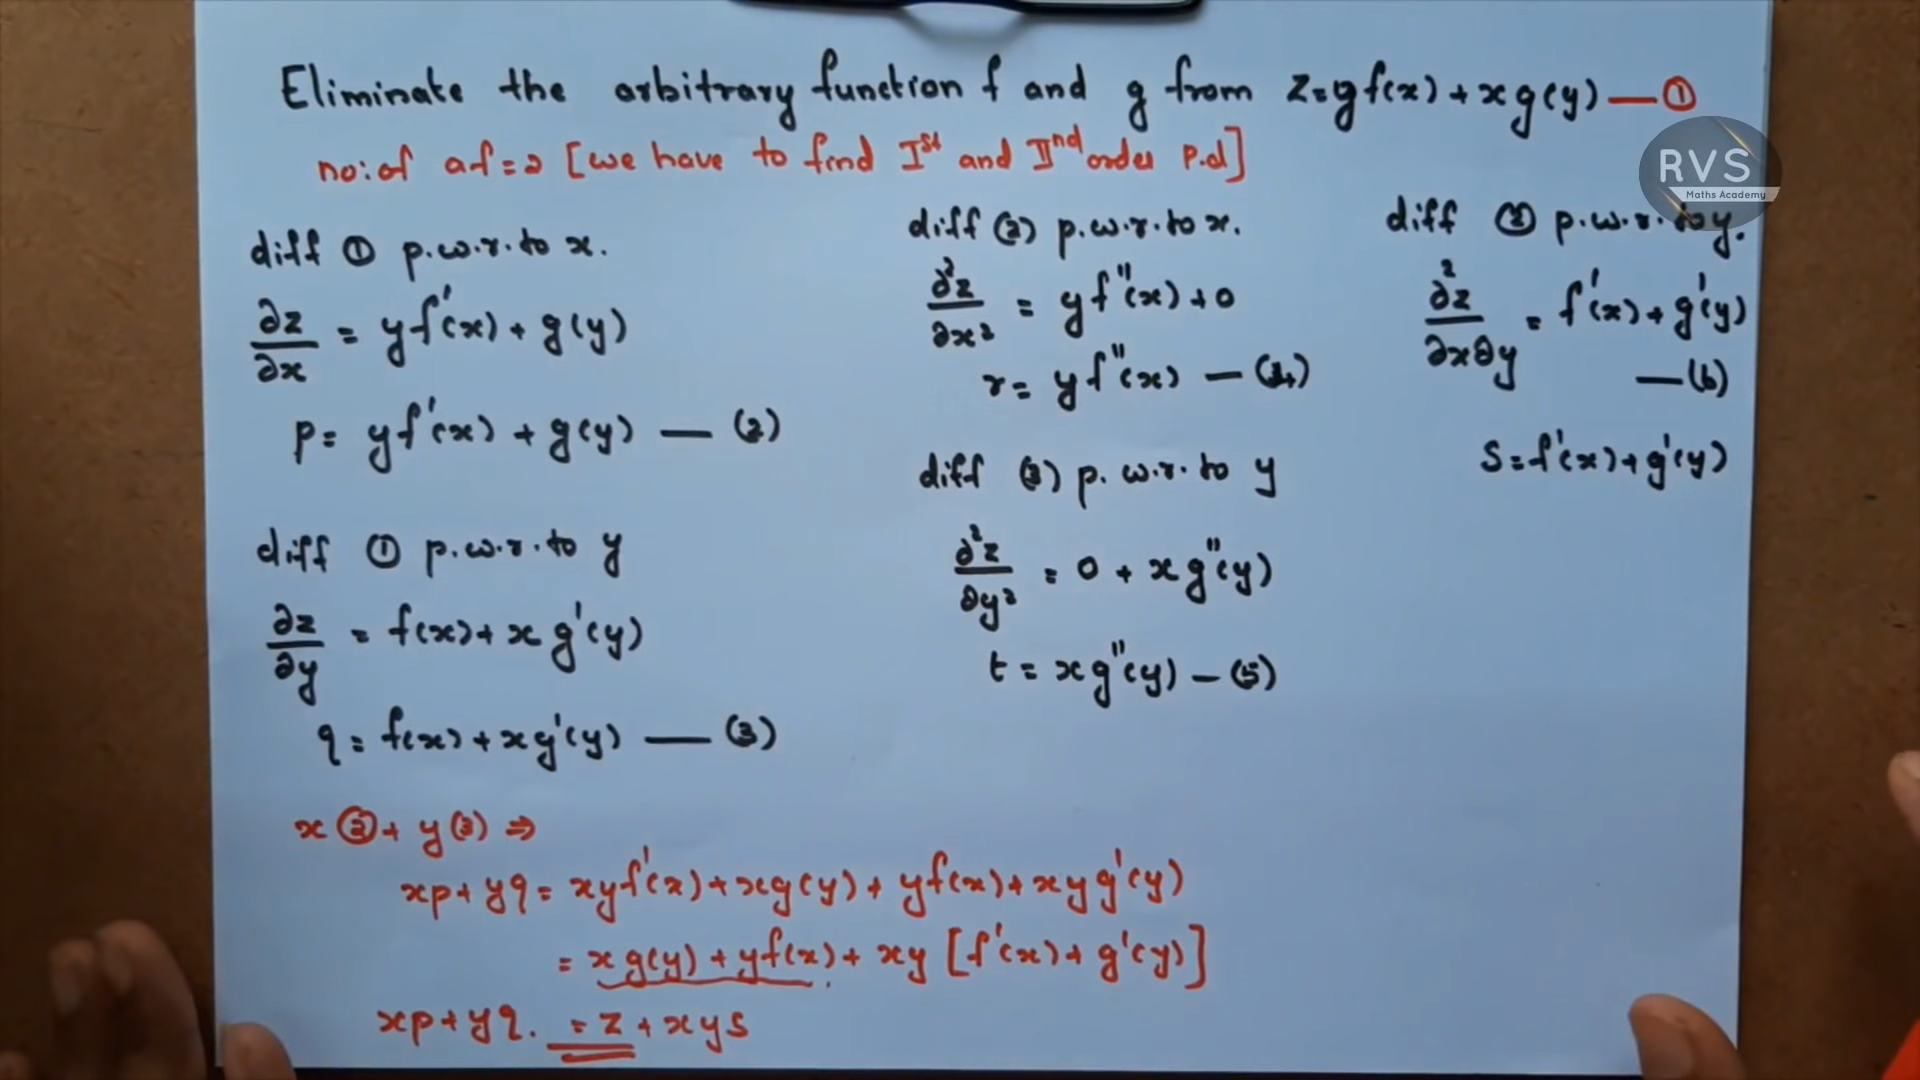 Eliminate the arbitrary function f and g from z=yf(x)+xg(y) — ①
no:of af=2 [we have to find Ist and IInd order p.d]
RVS
Maths Academy
diff ① p.w.r.to x.
∂z/∂x = yf'(x)+g(y)
p= yf'(x)+g(y) — (2)
diff ① p.w.r.to y
∂z/∂y = f(x)+xg'(y)
q= f(x)+xg'(y) — (3)
diff (2) p.w.r.to x.
∂²z/∂x² = yf''(x)+0
r= yf''(x) — (4)
diff (3) p.w.r.to y
∂²z/∂y² = 0+xg''(y)
t= xg''(y) — (5)
diff ② p.w.r.to y.
∂²z/∂x∂y = f'(x)+g'(y)
— (6)
s=f'(x)+g'(y)
x②+y(3) ⇒
xp+yq= xyf'(x)+xg(y)+yf(x)+xyg'(y)
= xg(y)+yf(x)+xy[f'(x)+g'(y)]
xp+yq. =z+xys